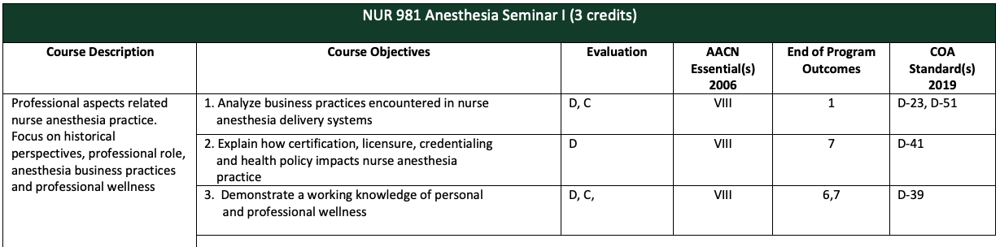 NUR 981 Anesthesia Seminar I (3 credits)
Course Description
Course Objectives
Evaluation
AACN
Essential(s)
2006
End of Program
Outcomes
COA
Standard(s)
2019
Professional aspects related
nurse anesthesia practice.
Focus on historical
perspectives, professional role,
anesthesia business practices
and professional wellness
1. Analyze business practices encountered in nurse
anesthesia delivery systems
D, C
VIII
1
D-23, D-51
2. Explain how certification, licensure, credentialing
and health policy impacts nurse anesthesia
practice
D
VIII
7
D-41
3. Demonstrate a working knowledge of personal
and professional wellness
D, C,
VIII
6,7
D-39